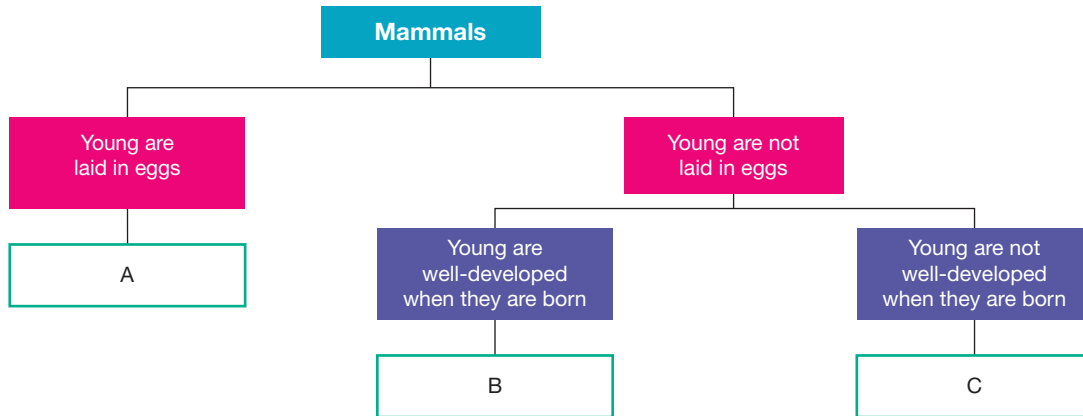 Mammals
Young are
laid in eggs
Young are not
laid in eggs
A
Young are
well-developed
when they are born
Young are not
well-developed
when they are born
B
C